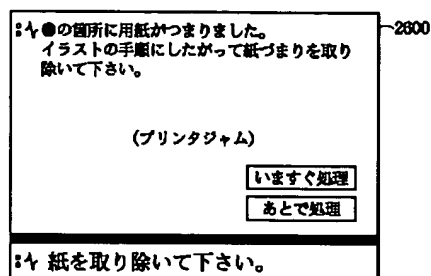 ●の箇所に用紙がつまりました。
イラストの手順にしたがって紙づまりを取り
除いて下さい。
2600
(プリンタジャム)
いますぐ処理
あとで処理
紙を取り除いて下さい。